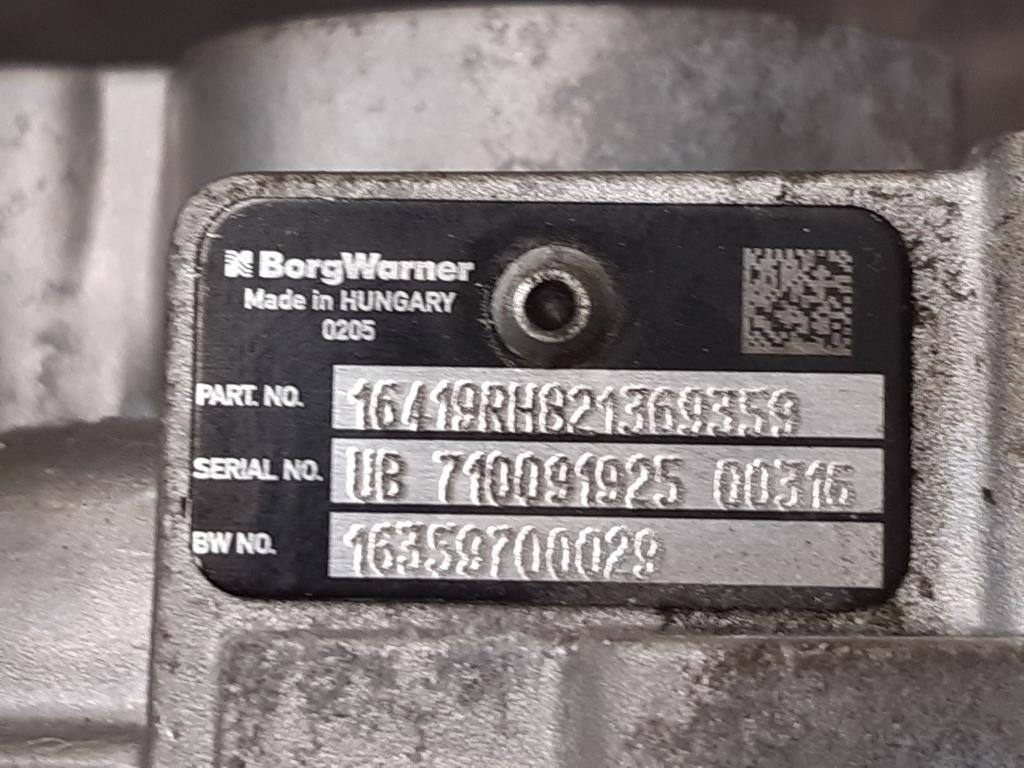 BorgWarner
Made in HUNGARY
0205
PART. NO. 16419RH821369359
SERIAL NO. UB 710091925 00316
BW NO. 16359700029